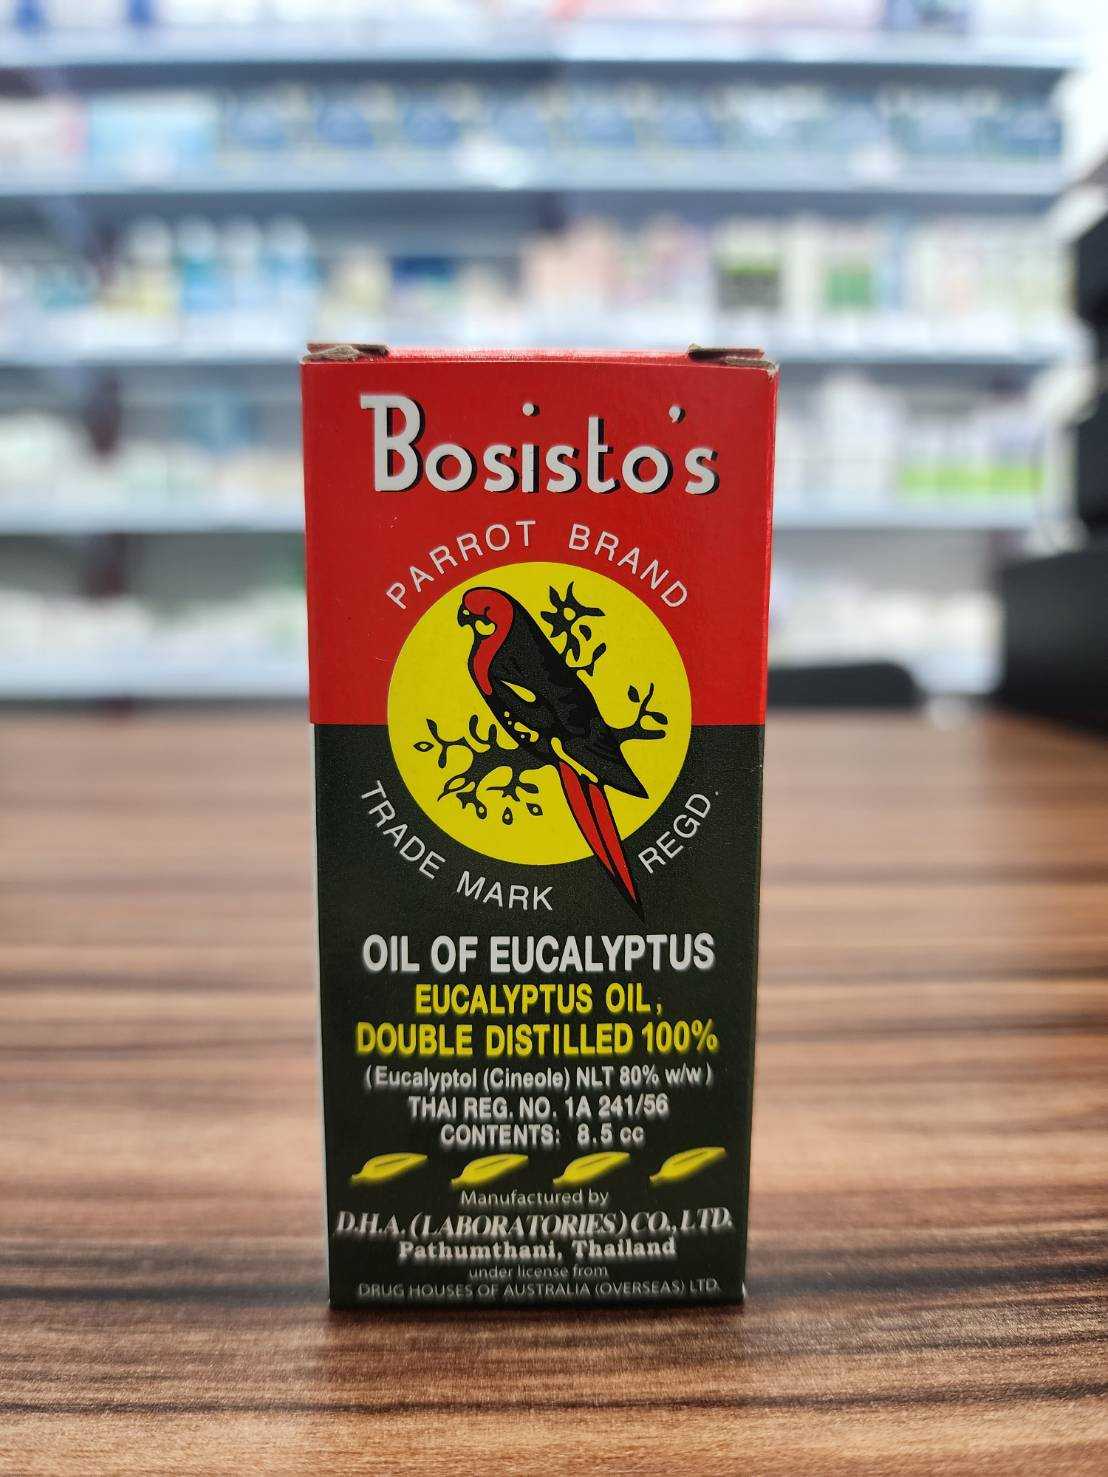 Bosisto's
PARROT BRAND
TRADE MARK REGD.
OIL OF EUCALYPTUS
EUCALYPTUS OIL,
DOUBLE DISTILLED 100%
(Eucalyptol (Cineole) NLT 80% w/w)
THAI REG. NO. 1A 241/56
CONTENTS: 8.5 cc
Manufactured by
D.H.A. (LABORATORIES) CO., LTD.
Pathumthani, Thailand
under license from
DRUG HOUSES OF AUSTRALIA (OVERSEAS) LTD.